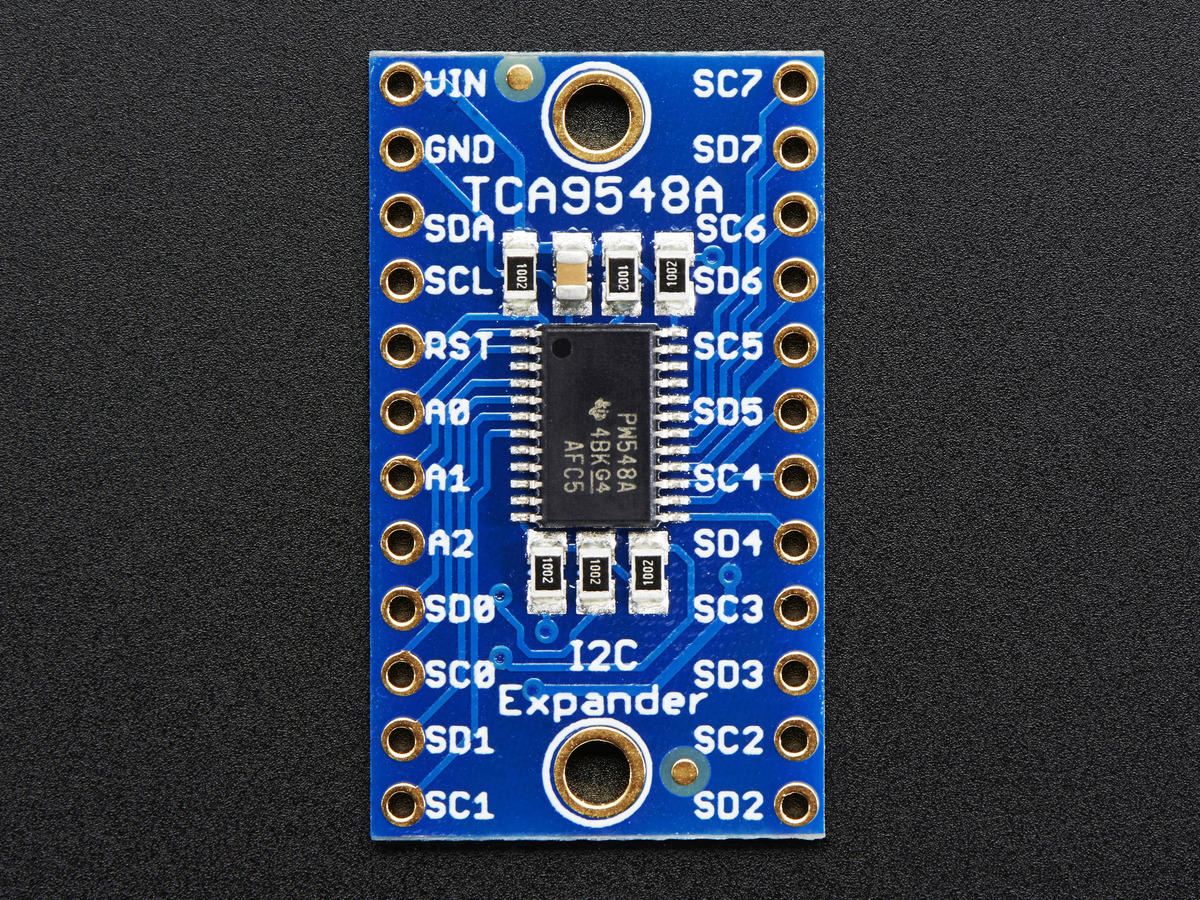 VIN
GND
SDA
SCL
RST
A0
A1
A2
SD0
SC0
SD1
SC1
TCA9548A
1002
1002
1002
PW548A
4BKG4
AFC5
1002
1002
1002
I2C
Expander
SC7
SD7
SC6
SD6
SC5
SD5
SC4
SD4
SC3
SD3
SC2
SD2